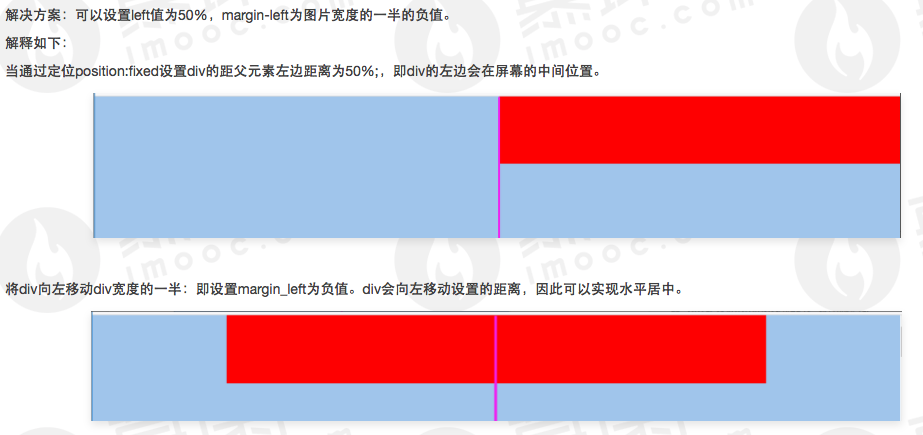 解决方案：可以设置left值为50%，margin-left为图片宽度的一半的负值。
解释如下：
当通过定位position:fixed设置div的距父元素左边距离为50%;，即div的左边会在屏幕的中间位置。
将div向左移动div宽度的一半：即设置margin_left为负值。div会向左移动设置的距离，因此可以实现水平居中。